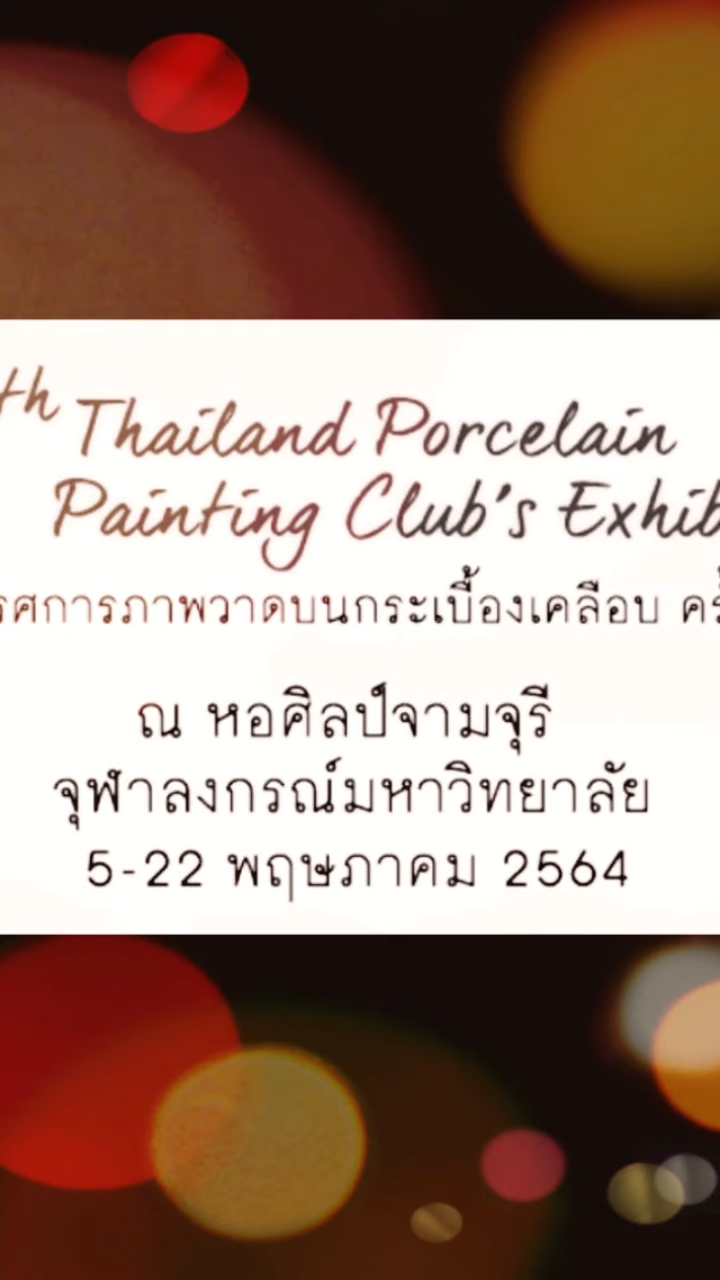 th Thailand Porcelain
Painting Club's Exhib
รศการภาพวาดบนกระเบื้องเคลือบ ครั้
ณ หอศิลป์จามจุรี
จุฬาลงกรณ์มหาวิทยาลัย
5-22 พฤษภาคม 2564